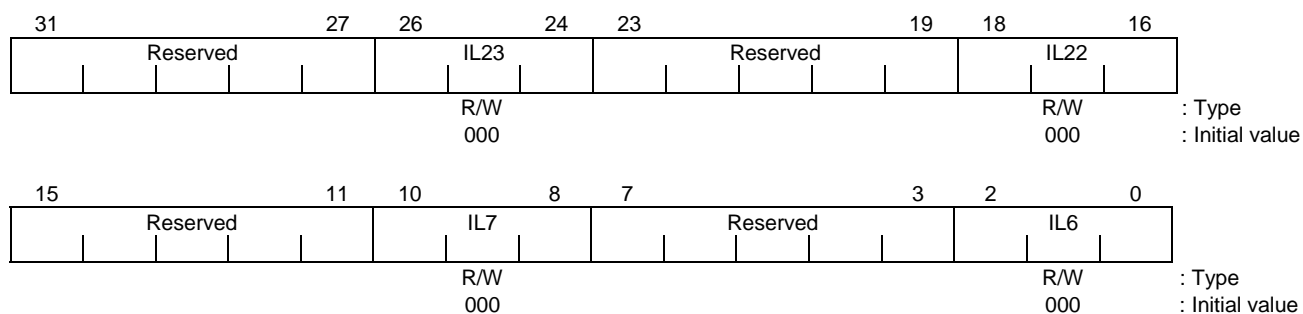 31 27 26 24 23 19 18 16
Reserved IL23 Reserved IL22
R/W R/W : Type
000 000 : Initial value
15 11 10 8 7 3 2 0
Reserved IL7 Reserved IL6
R/W R/W : Type
000 000 : Initial value